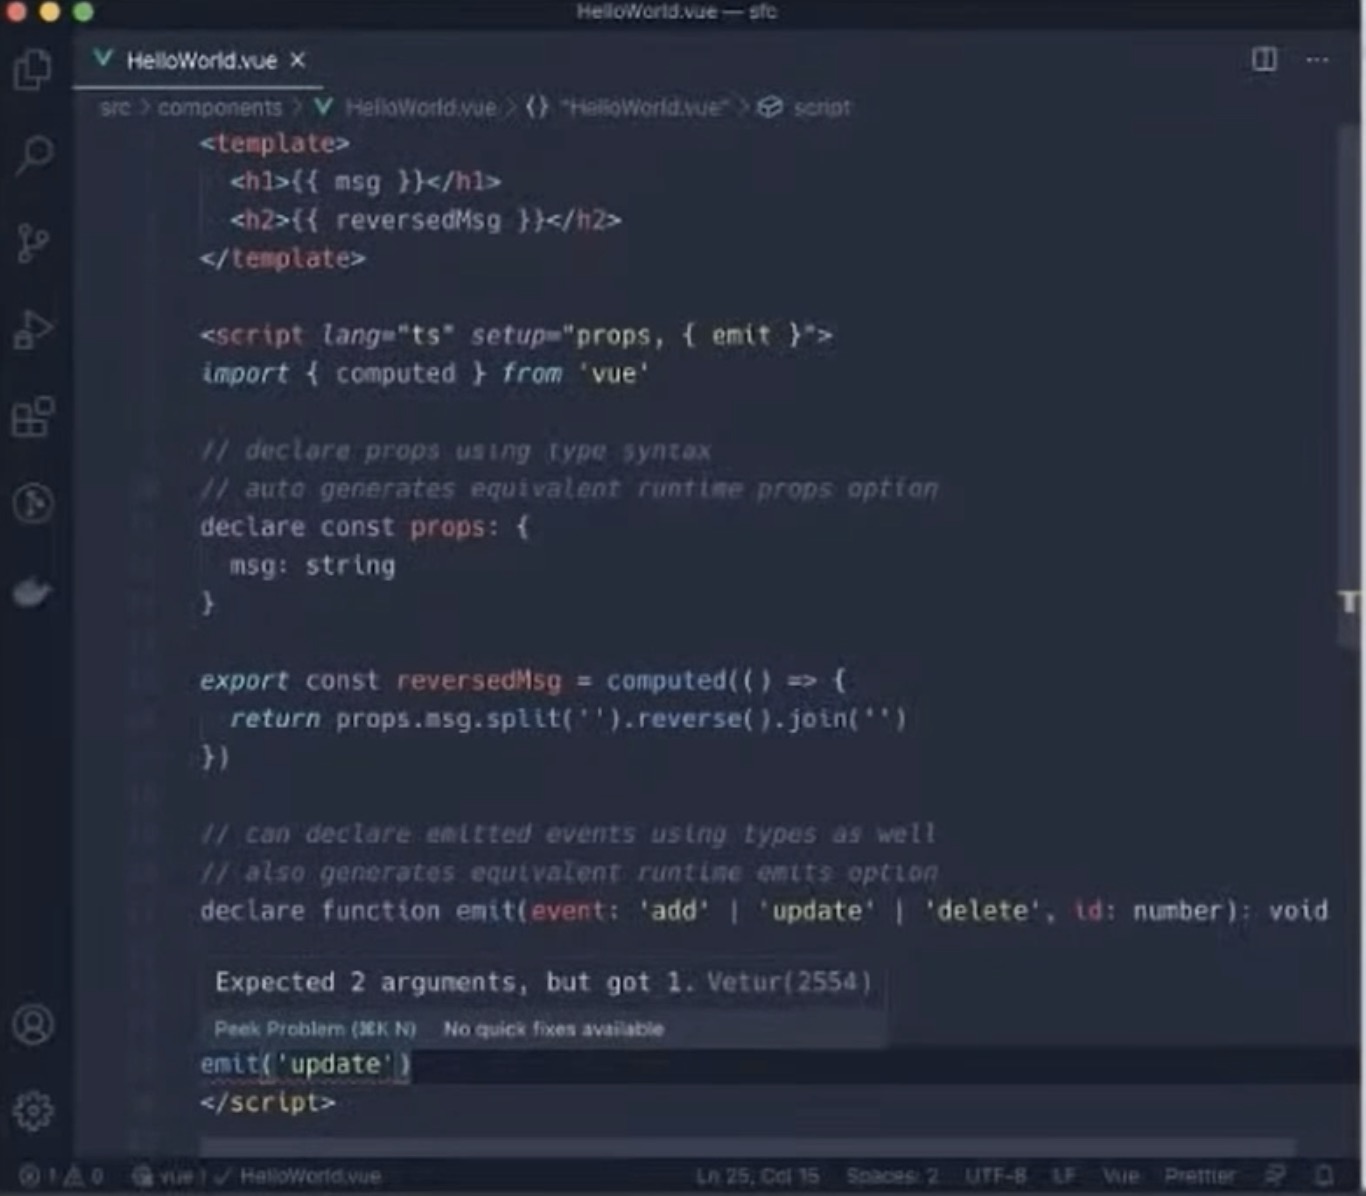 HelloWorld.vue — sfc
HelloWorld.vue ×
src > components > HelloWorld.vue > {} "HelloWorld.vue" > script
<template>
  <h1>{{ msg }}</h1>
  <h2>{{ reversedMsg }}</h2>
</template>
<script lang="ts" setup="props, { emit }">
import { computed } from 'vue'
// declare props using type syntax
// auto generates equivalent runtime props option
declare const props: {
  msg: string
}
export const reversedMsg = computed(() => {
  return props.msg.split('').reverse().join('')
})
// can declare emitted events using types as well
// also generates equivalent runtime emits option
declare function emit(event: 'add' | 'update' | 'delete', id: number): void
Expected 2 arguments, but got 1. Vetur(2554)
Peek Problem (⌘K N) No quick fixes available
emit('update')
</script>
1 0 vue HelloWorld.vue Ln 25, Col 15 Spaces: 2 UTF-8 LF Vue Prettier